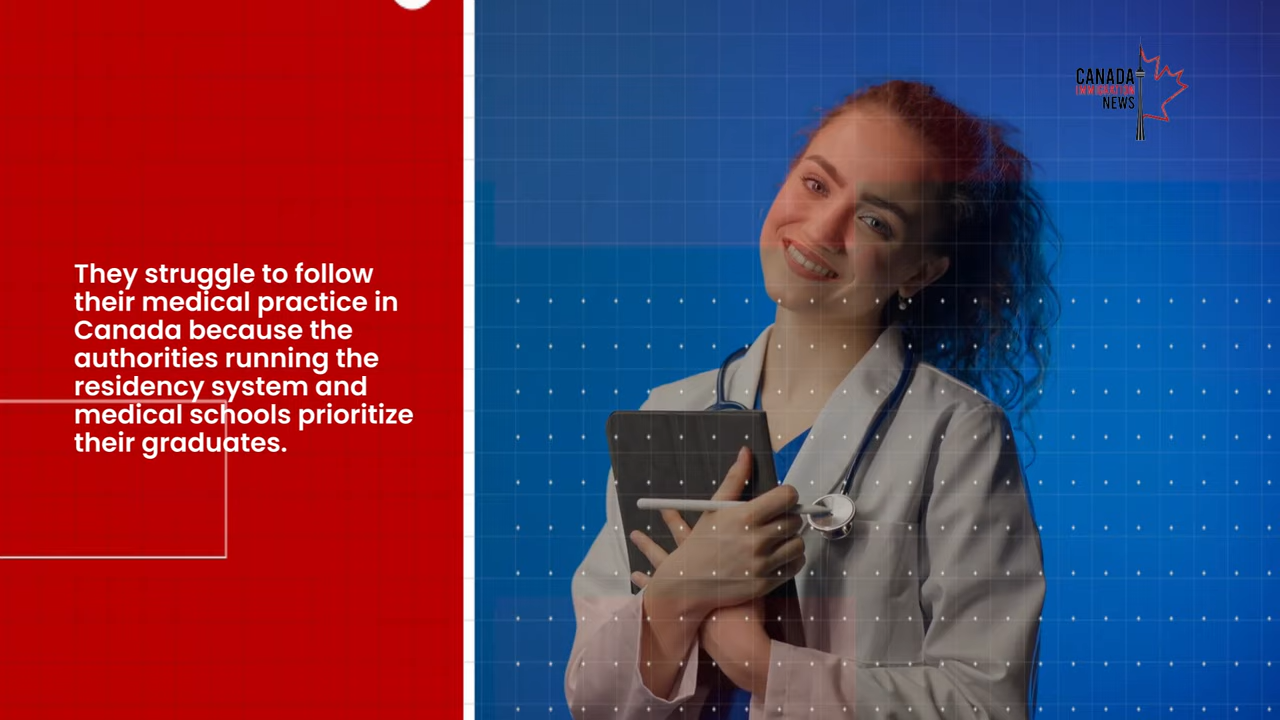 They struggle to follow
their medical practice in
Canada because the
authorities running the
residency system and
medical schools prioritize
their graduates.
CANADA
IMMIGRATION
NEWS